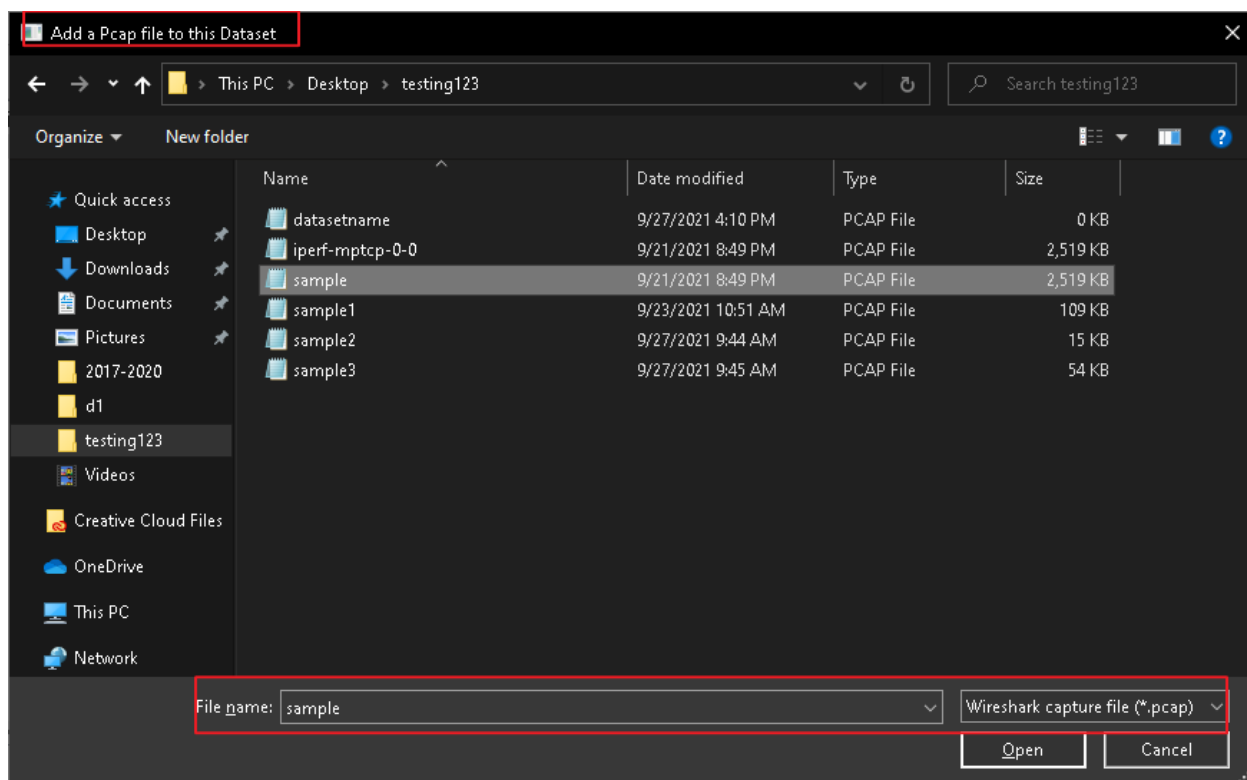 Add a Pcap file to this Dataset
This PC > Desktop > testing123
Search testing123
Organize
New folder
Name Date modified Type Size
datasetname 9/27/2021 4:10 PM PCAP File 0 KB
iperf-mptcp-0-0 9/21/2021 8:49 PM PCAP File 2,519 KB
sample 9/21/2021 8:49 PM PCAP File 2,519 KB
sample1 9/23/2021 10:51 AM PCAP File 109 KB
sample2 9/27/2021 9:44 AM PCAP File 15 KB
sample3 9/27/2021 9:45 AM PCAP File 54 KB
Quick access
Desktop
Downloads
Documents
Pictures
2017-2020
d1
testing123
Videos
Creative Cloud Files
OneDrive
This PC
Network
File name: sample
Wireshark capture file (*.pcap)
Open
Cancel